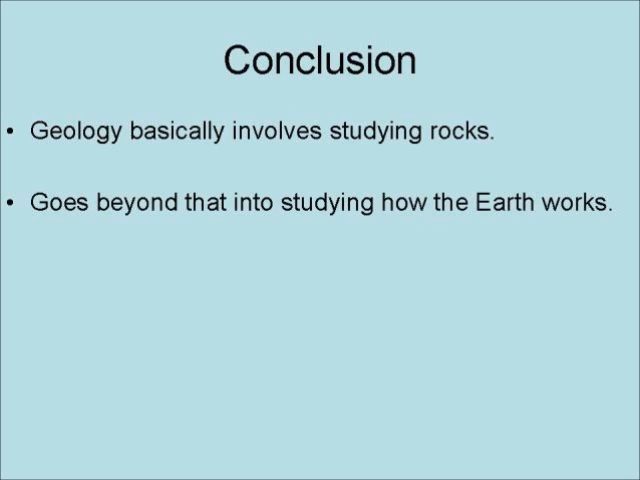 Conclusion
• Geology basically involves studying rocks.
• Goes beyond that into studying how the Earth works.